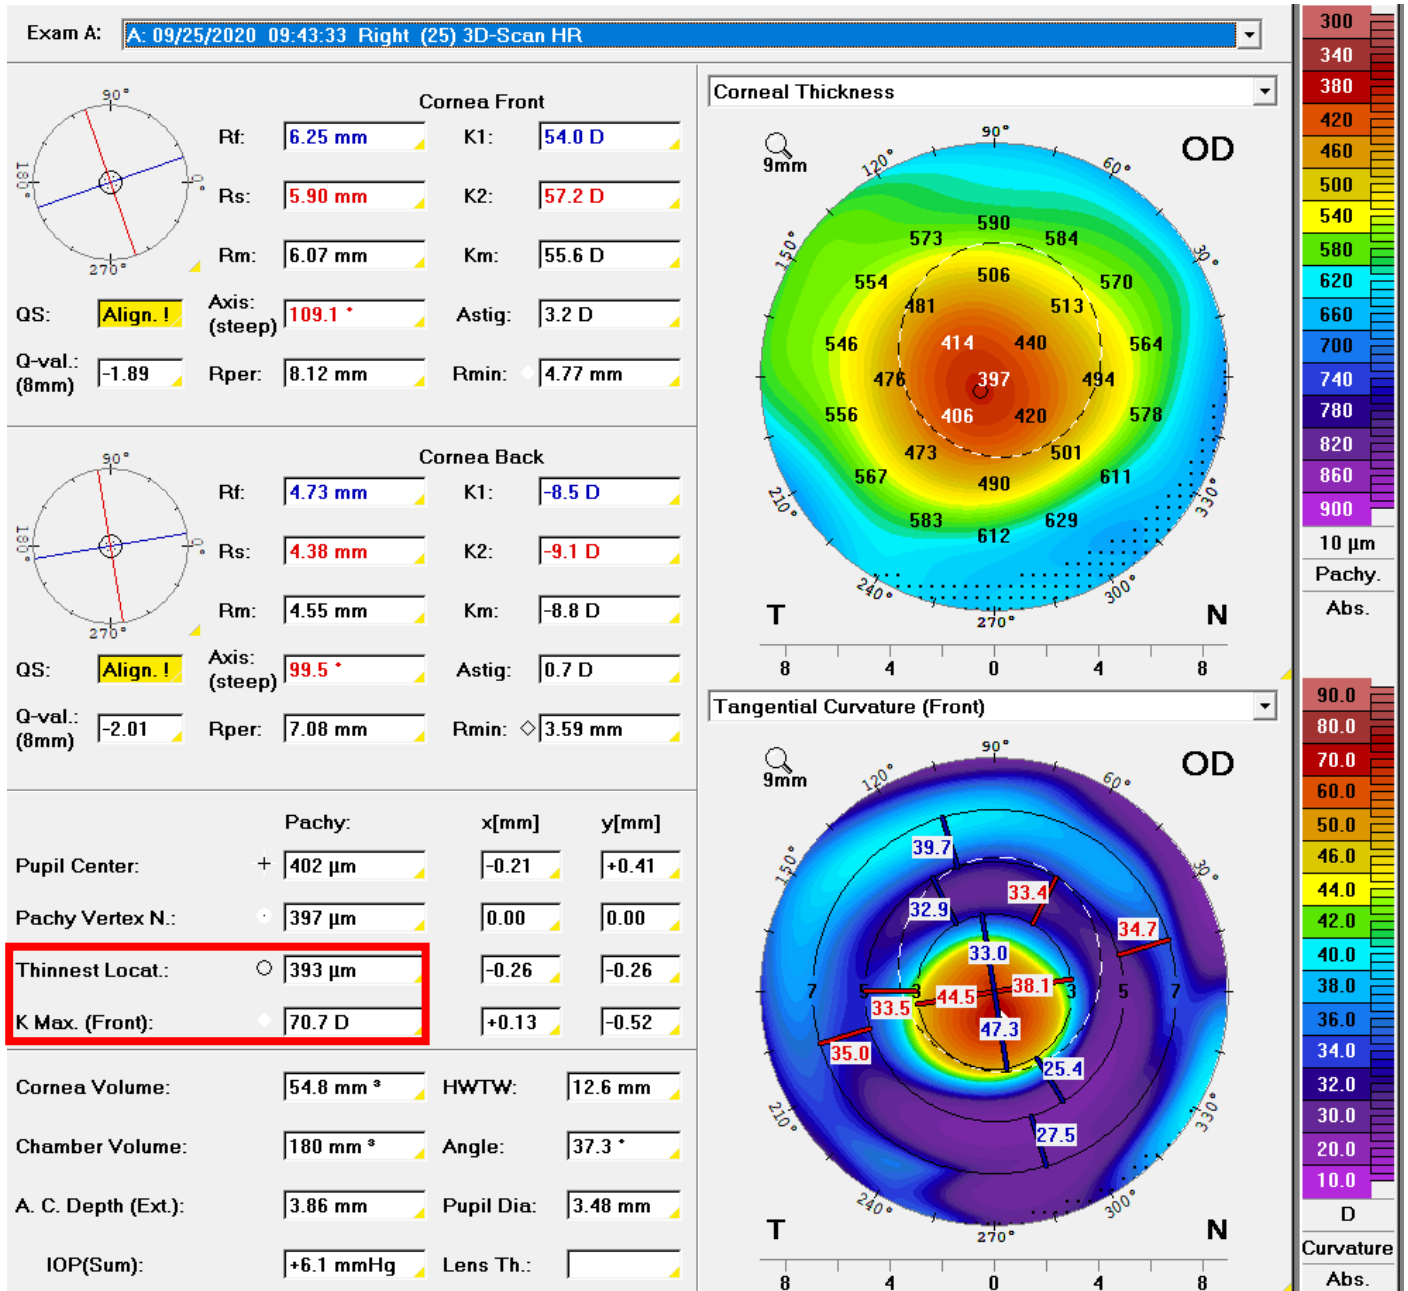 Exam A: A: 09/25/2020 09:43:33 Right (25) 3D-Scan HR
Cornea Front
90°
180°
0°
270°
Rf: 6.25 mm K1: 54.0 D
Rs: 5.90 mm K2: 57.2 D
Rm: 6.07 mm Km: 55.6 D
QS: Align. ! Axis: (steep) 109.1 ° Astig: 3.2 D
Q-val.: (8mm) -1.89 Rper: 8.12 mm Rmin: 4.77 mm
Cornea Back
90°
180°
0°
270°
Rf: 4.73 mm K1: -8.5 D
Rs: 4.38 mm K2: -9.1 D
Rm: 4.55 mm Km: -8.8 D
QS: Align. ! Axis: (steep) 99.5 ° Astig: 0.7 D
Q-val.: (8mm) -2.01 Rper: 7.08 mm Rmin: 3.59 mm
Pachy: x[mm] y[mm]
Pupil Center: + 402 µm -0.21 +0.41
Pachy Vertex N.: 397 µm 0.00 0.00
Thinnest Locat.: 393 µm -0.26 -0.26
K Max. (Front): 70.7 D +0.13 -0.52
Cornea Volume: 54.8 mm ³ HWTW: 12.6 mm
Chamber Volume: 180 mm ³ Angle: 37.3 °
A. C. Depth (Ext.): 3.86 mm Pupil Dia: 3.48 mm
IOP(Sum): +6.1 mmHg Lens Th.:
Corneal Thickness
9mm
OD
90°
120° 60°
150° 30°
590
573 584
506
554 570
481 513
546 414 440 564
476 397 494
556 406 420 578
473 501
567 490 611
583 629
612
210° 330°
240° 300°
270°
T N
8 4 0 4 8
Tangential Curvature (Front)
9mm
OD
90°
120° 60°
150° 30°
39.7
32.9 33.4
33.0 34.7
7 5 3 44.5 38.1 3 5 7
33.5
47.3
35.0 25.4
27.5
210° 330°
240° 300°
270°
T N
8 4 0 4 8
300
340
380
420
460
500
540
580
620
660
700
740
780
820
860
900
10 µm
Pachy.
Abs.
90.0
80.0
70.0
60.0
50.0
46.0
44.0
42.0
40.0
38.0
36.0
34.0
32.0
30.0
20.0
10.0
D
Curvature
Abs.